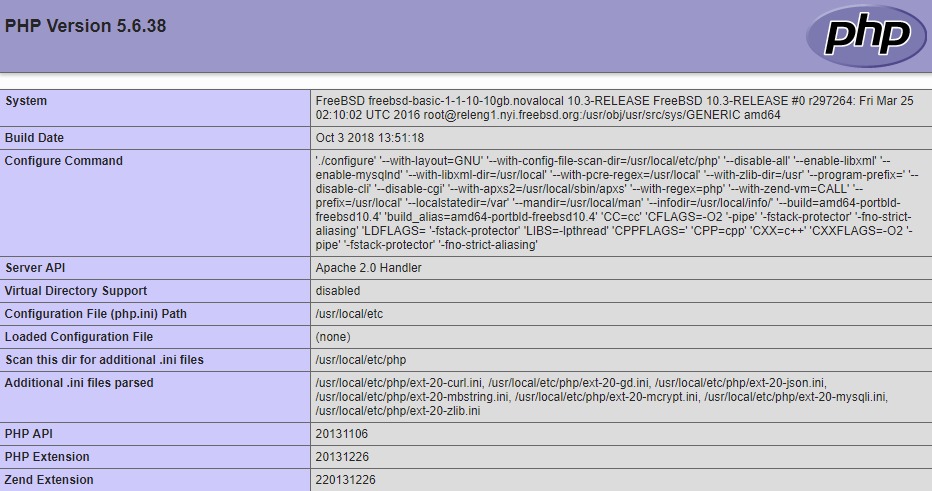 PHP Version 5.6.38
php
System
FreeBSD freebsd-basic-1-1-10-10gb.novalocal 10.3-RELEASE FreeBSD 10.3-RELEASE #0 r297264: Fri Mar 25
02:10:02 UTC 2016 root@releng1.nyi.freebsd.org:/usr/obj/usr/src/sys/GENERIC amd64
Build Date
Oct 3 2018 13:51:18
Configure Command
'./configure' '--with-layout=GNU' '--with-config-file-scan-dir=/usr/local/etc/php' '--disable-all' '--enable-libxml' '--
enable-mysqlnd' '--with-libxml-dir=/usr/local' '--with-pcre-regex=/usr/local' '--with-zlib-dir=/usr' '--program-prefix=' '--
disable-cli' '--disable-cgi' '--with-apxs2=/usr/local/sbin/apxs' '--with-regex=php' '--with-zend-vm=CALL' '--
prefix=/usr/local' '--localstatedir=/var' '--mandir=/usr/local/man' '--infodir=/usr/local/info/' '--build=amd64-portbld-
freebsd10.4' 'build_alias=amd64-portbld-freebsd10.4' 'CC=cc' 'CFLAGS=-O2 '-pipe' '-fstack-protector' '-fno-strict-
aliasing' 'LDFLAGS= '-fstack-protector' 'LIBS=-lpthread' 'CPPFLAGS=' 'CPP=cpp' 'CXX=c++' 'CXXFLAGS=-O2 '-
pipe' '-fstack-protector' '-fno-strict-aliasing'
Server API
Apache 2.0 Handler
Virtual Directory Support
disabled
Configuration File (php.ini) Path
/usr/local/etc
Loaded Configuration File
(none)
Scan this dir for additional .ini files
/usr/local/etc/php
Additional .ini files parsed
/usr/local/etc/php/ext-20-curl.ini, /usr/local/etc/php/ext-20-gd.ini, /usr/local/etc/php/ext-20-json.ini,
/usr/local/etc/php/ext-20-mbstring.ini, /usr/local/etc/php/ext-20-mcrypt.ini, /usr/local/etc/php/ext-20-mysqli.ini,
/usr/local/etc/php/ext-20-zlib.ini
PHP API
20131106
PHP Extension
20131226
Zend Extension
220131226